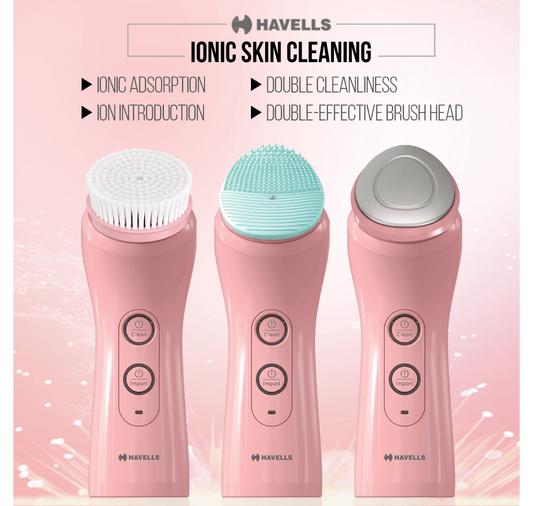 HAVELLS
IONIC SKIN CLEANING
IONIC ADSORPTION
DOUBLE CLEANLINESS
ION INTRODUCTION
DOUBLE-EFFECTIVE BRUSH HEAD
Clean
Import
HAVELLS
Clean
Import
HAVELLS
Clean
Import
HAVELLS